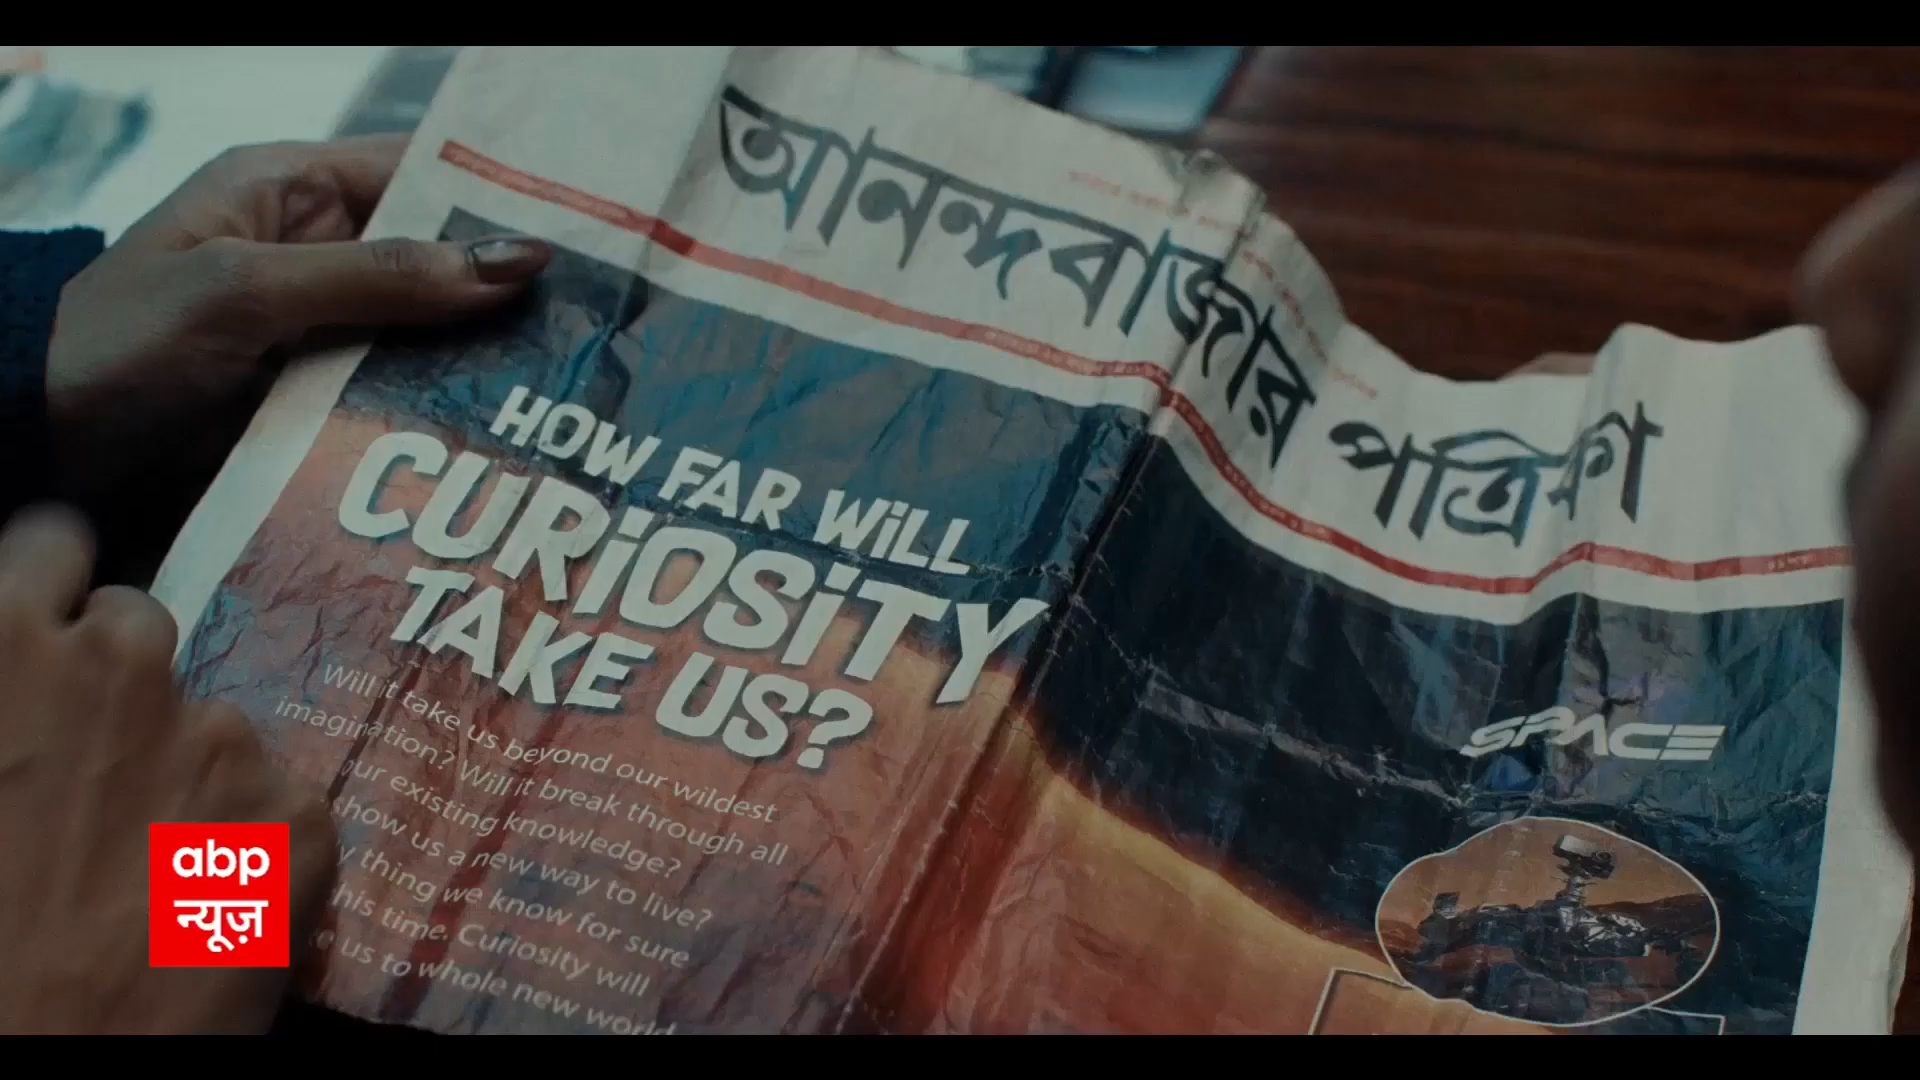 আনন্দবাজার পত্রিকা
HOW FAR WiLL
CURiOSiTY
TAKE US?
Will it take us beyond our wildest
imagination? Will it break through all
our existing knowledge?
show us a new way to live?
thing we know for sure
his time. Curiosity will
us to whole new world
SPACE
abp
न्यूज़